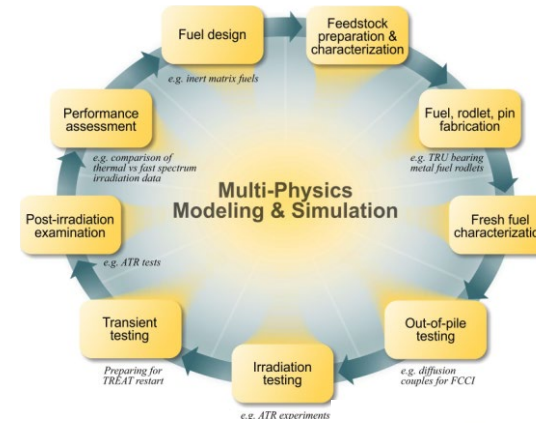 Fuel design
e.g. inert matrix fuels
Feedstock
preparation &
characterization
Fuel, rodlet, pin
fabrication
e.g. TRU bearing
metal fuel rodlets
Fresh fuel
characterizatio
Out-of-pile
testing
e.g. diffusion
couples for FCCI
Irradiation
testing
e.g. ATR experiments
Transient
testing
Preparing for
TREAT restart
Post-irradiation
examination
e.g. ATR tests
Performance
assessment
e.g. comparison of
thermal vs fast spectrum
irradiation data
Multi-Physics
Modeling & Simulation